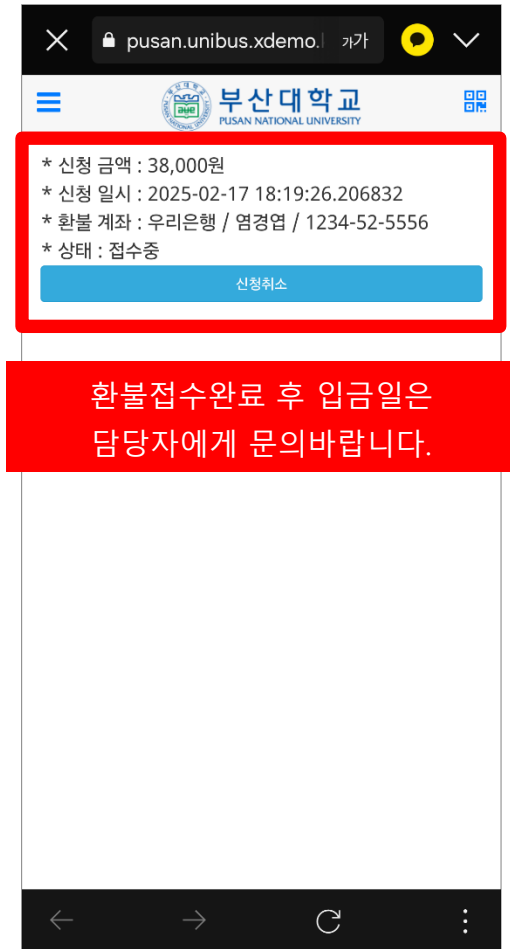 pusan.unibus.xdemo.
가가
부산대학교
PUSAN NATIONAL UNIVERSITY
* 신청 금액 : 38,000원
* 신청 일시 : 2025-02-17 18:19:26.206832
* 환불 계좌 : 우리은행 / 염경엽 / 1234-52-5556
* 상태 : 접수중
신청취소
환불접수완료 후 입금일은
담당자에게 문의바랍니다.